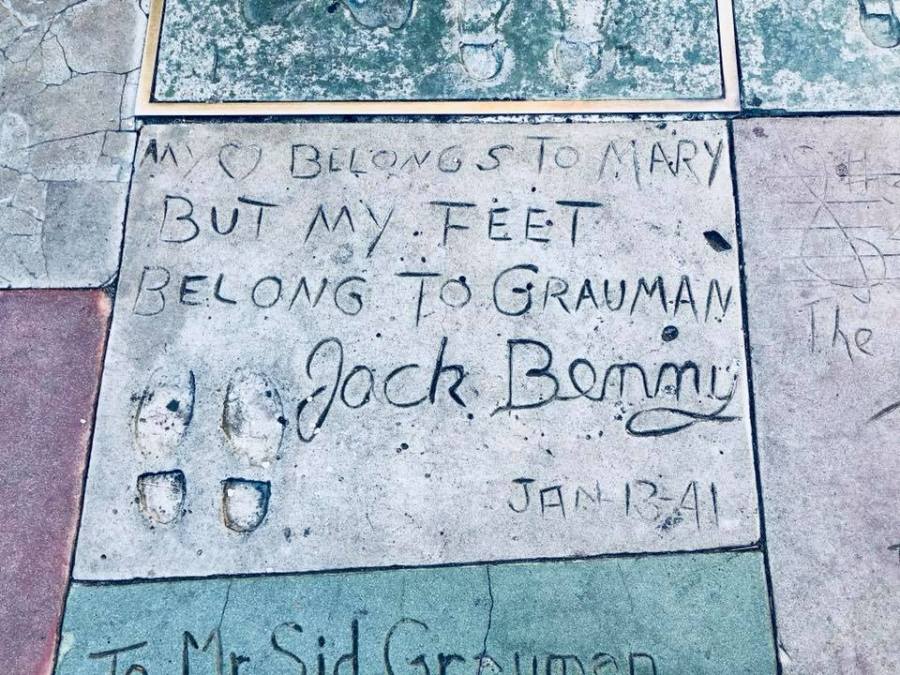 MY ♡ BELONGS TO MARY
BUT MY FEET
BELONG TO GRAUMAN
Jack Benny
JAN-13-41
The
To Mr Sid Grauman